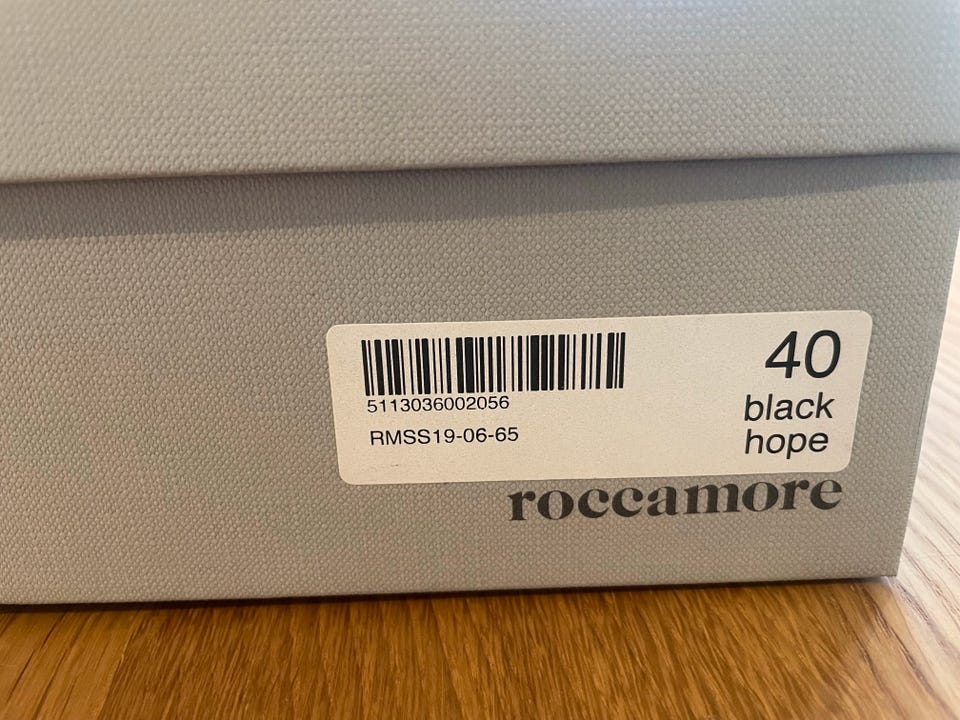 5113036002056
RMSS19-06-65
40
black
hope
roccamore